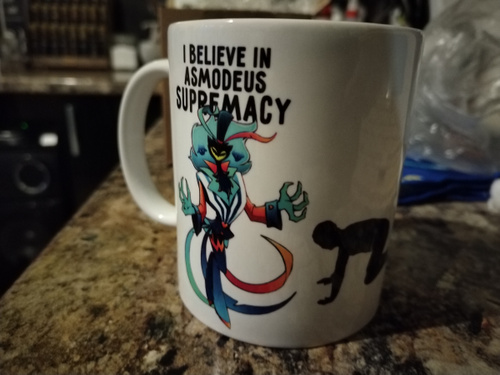 I BELIEVE IN
ASMODEUS
SUPREMACY